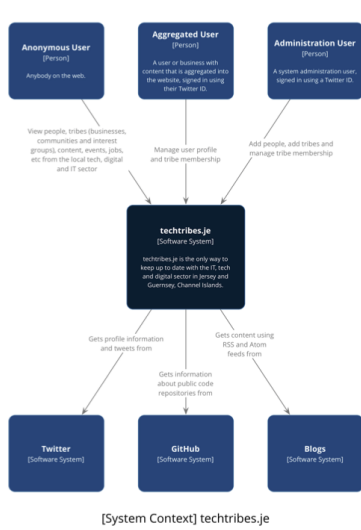 Anonymous User
[Person]
Anybody on the web.
Aggregated User
[Person]
A user or business with
content that is aggregated into
the website, signed in using
their Twitter ID.
Administration User
[Person]
A system administration user,
signed in using a Twitter ID.
View people, tribes (businesses,
communities and interest
groups), content, events, jobs,
etc from the local tech, digital
and IT sector
Manage user profile
and tribe membership
Add people, add tribes and
manage tribe membership
techtribes.je
[Software System]
techtribes.je is the only way to
keep up to date with the IT, tech
and digital sector in Jersey and
Guernsey, Channel Islands.
Gets profile information
and tweets from
Gets information
about public code
repositories from
Gets content using
RSS and Atom
feeds from
Twitter
[Software System]
GitHub
[Software System]
Blogs
[Software System]
[System Context] techtribes.je